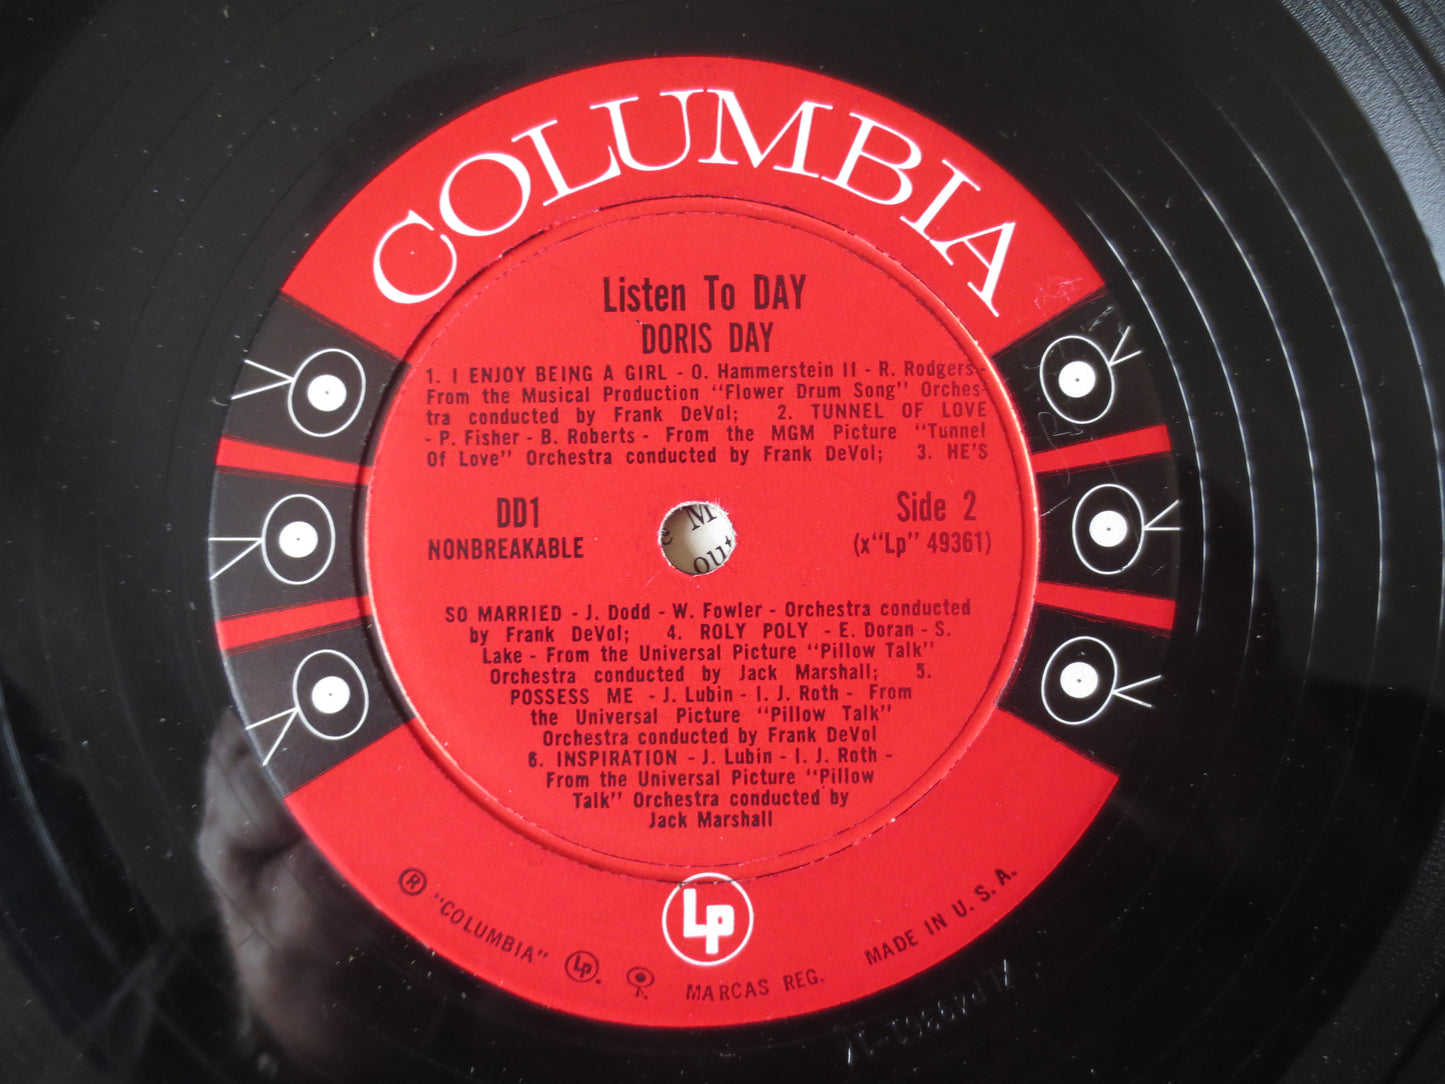 COLUMBIA
Listen To DAY
DORIS DAY
1. I ENJOY BEING A GIRL - O. Hammerstein II - R. Rodgers -
From the Musical Production "Flower Drum Song" Orches-
tra conducted by Frank DeVol; 2. TUNNEL OF LOVE
- P. Fisher - B. Roberts - From the MGM Picture "Tunnel
Of Love" Orchestra conducted by Frank DeVol; 3. HE'S
DD1
NONBREAKABLE
Side 2
(x"Lp" 49361)
M
out
SO MARRIED - J. Dodd - W. Fowler - Orchestra conducted
by Frank DeVol; 4. ROLY POLY - E. Doran - S.
Lake - From the Universal Picture "Pillow Talk"
Orchestra conducted by Jack Marshall; 5.
POSSESS ME - J. Lubin - I. J. Roth - From
the Universal Picture "Pillow Talk"
Orchestra conducted by Frank DeVol
6. INSPIRATION - J. Lubin - I. J. Roth -
From the Universal Picture "Pillow
Talk" Orchestra conducted by
Jack Marshall
Lp
® "COLUMBIA" Lp. MARCAS REG. MADE IN U. S. A.